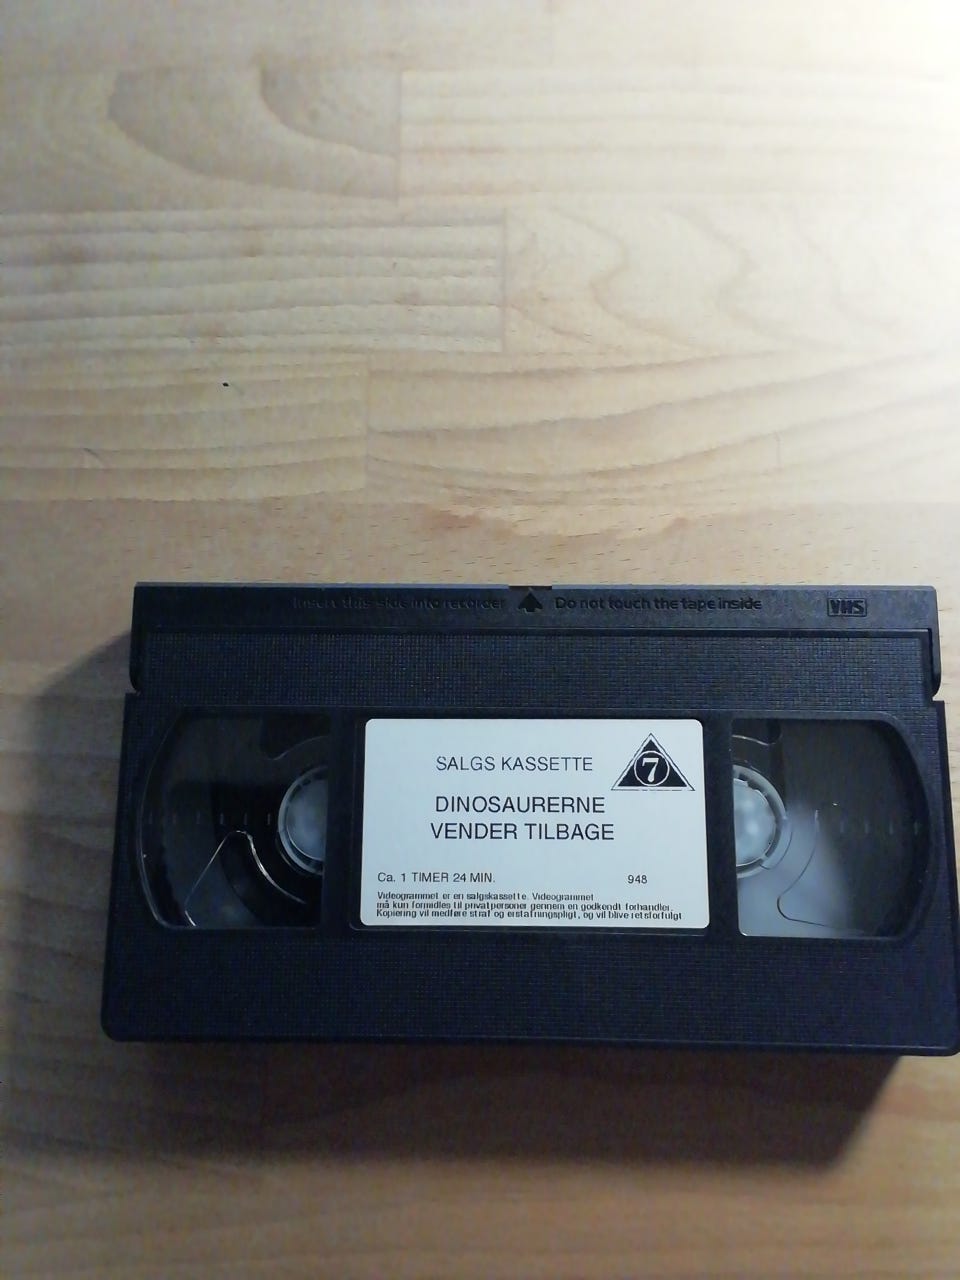 Insert this side into recorder Do not touch the tape inside VHS
SALGS KASSETTE 7
DINOSAURERNE
VENDER TILBAGE
Ca. 1 TIMER 24 MIN. 948
Videogrammet er en salgskassette. Videogrammet
må kun formidles til privatpersoner gennem en godkendt forhandler.
Kopiering vil medføre straf og erstatningspligt, og vil blive retsforfulgt